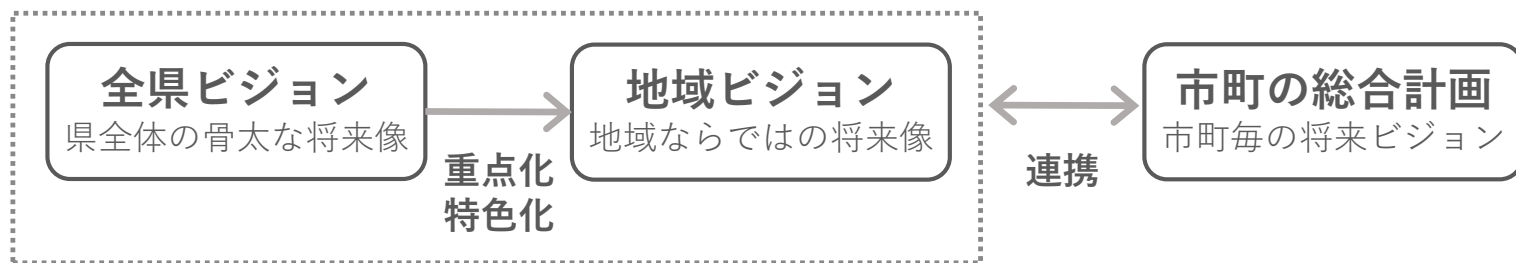 全県ビジョン
県全体の骨太な将来像
重点化
特色化
地域ビジョン
地域ならではの将来像
連携
市町の総合計画
市町毎の将来ビジョン